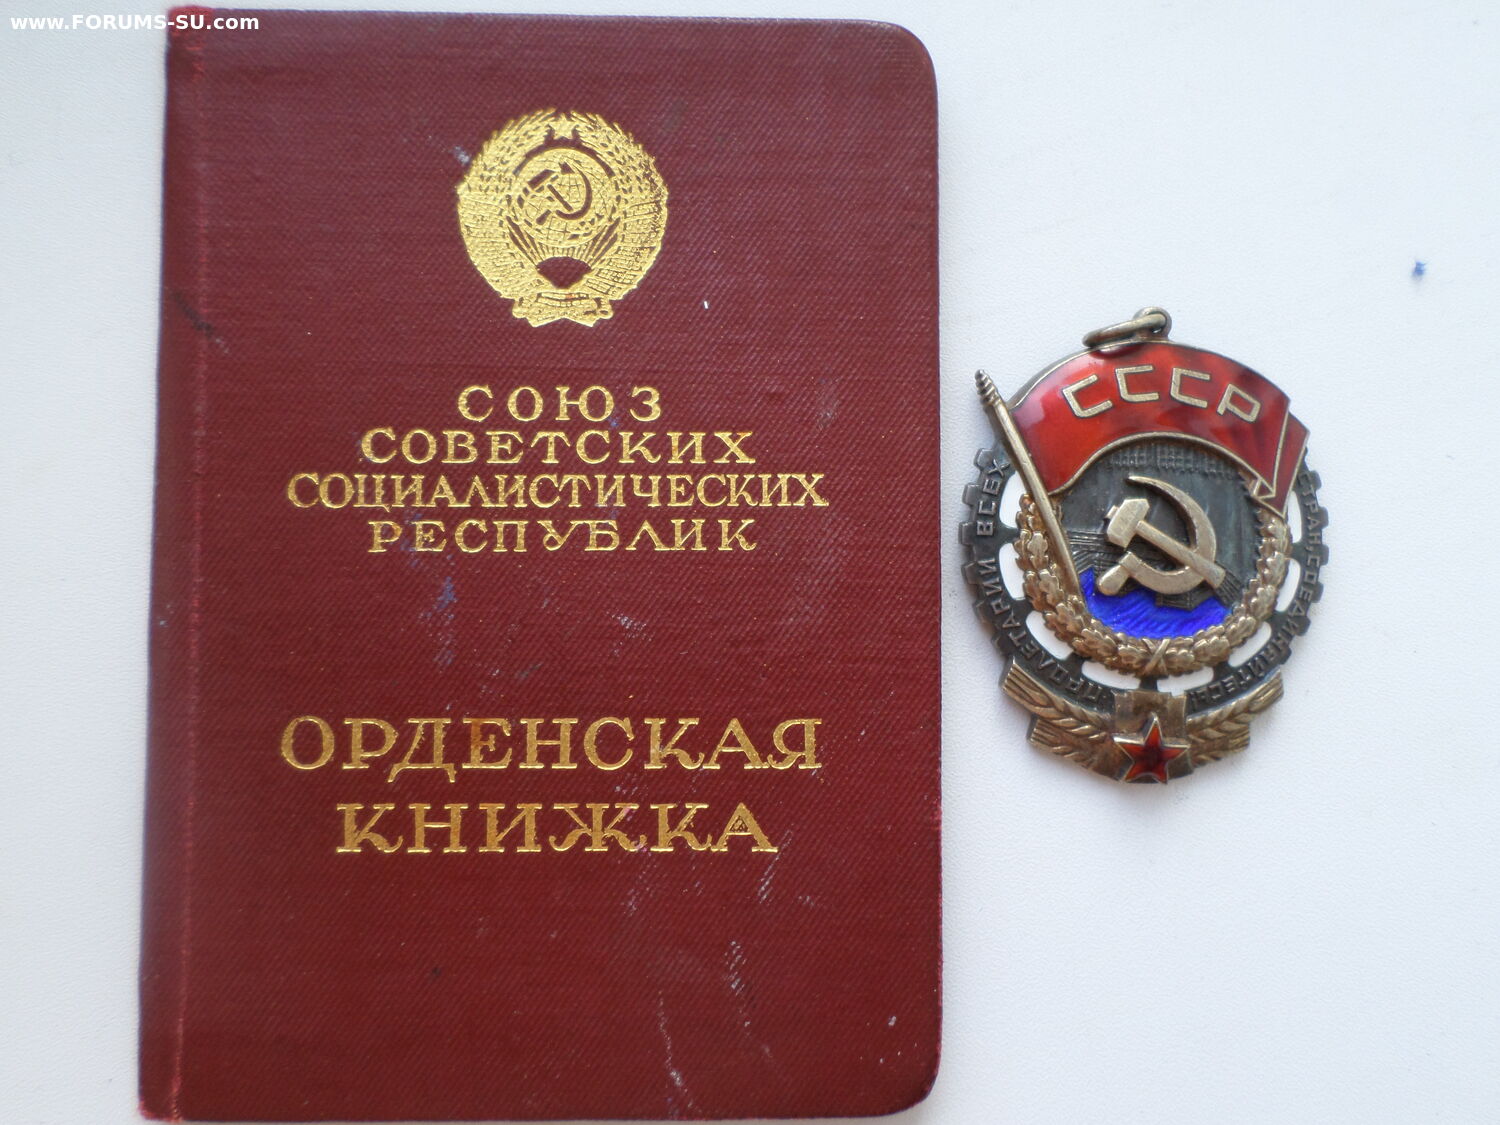 www.FORUMS-SU.com
СОЮЗ
СОВЕТСКИХ
СОЦИАЛИСТИЧЕСКИХ
РЕСПУБЛИК
ОРДЕНСКАЯ
КНИЖКА
СССР
ПРОЛЕТАРИИ ВСЕХ СТРАН, СОЕДИНЯЙТЕСЬ!